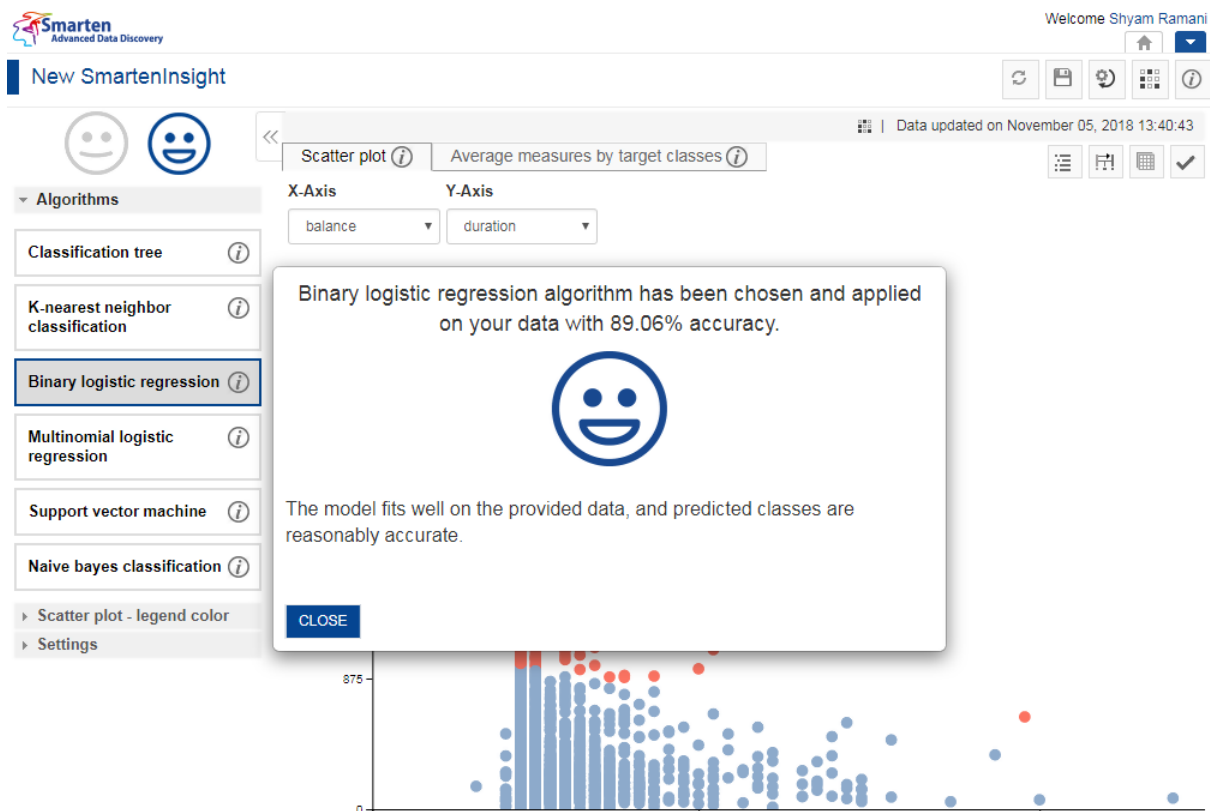 Smarten
Advanced Data Discovery
Welcome Shyam Ramani
New SmartenInsight
Data updated on November 05, 2018 13:40:43
Scatter plot
Average measures by target classes
Algorithms
X-Axis Y-Axis
balance duration
Classification tree
K-nearest neighbor
classification
Binary logistic regression
Multinomial logistic
regression
Support vector machine
Naive bayes classification
Scatter plot - legend color
Settings
Binary logistic regression algorithm has been chosen and applied
on your data with 89.06% accuracy.
The model fits well on the provided data, and predicted classes are
reasonably accurate.
CLOSE
875
0